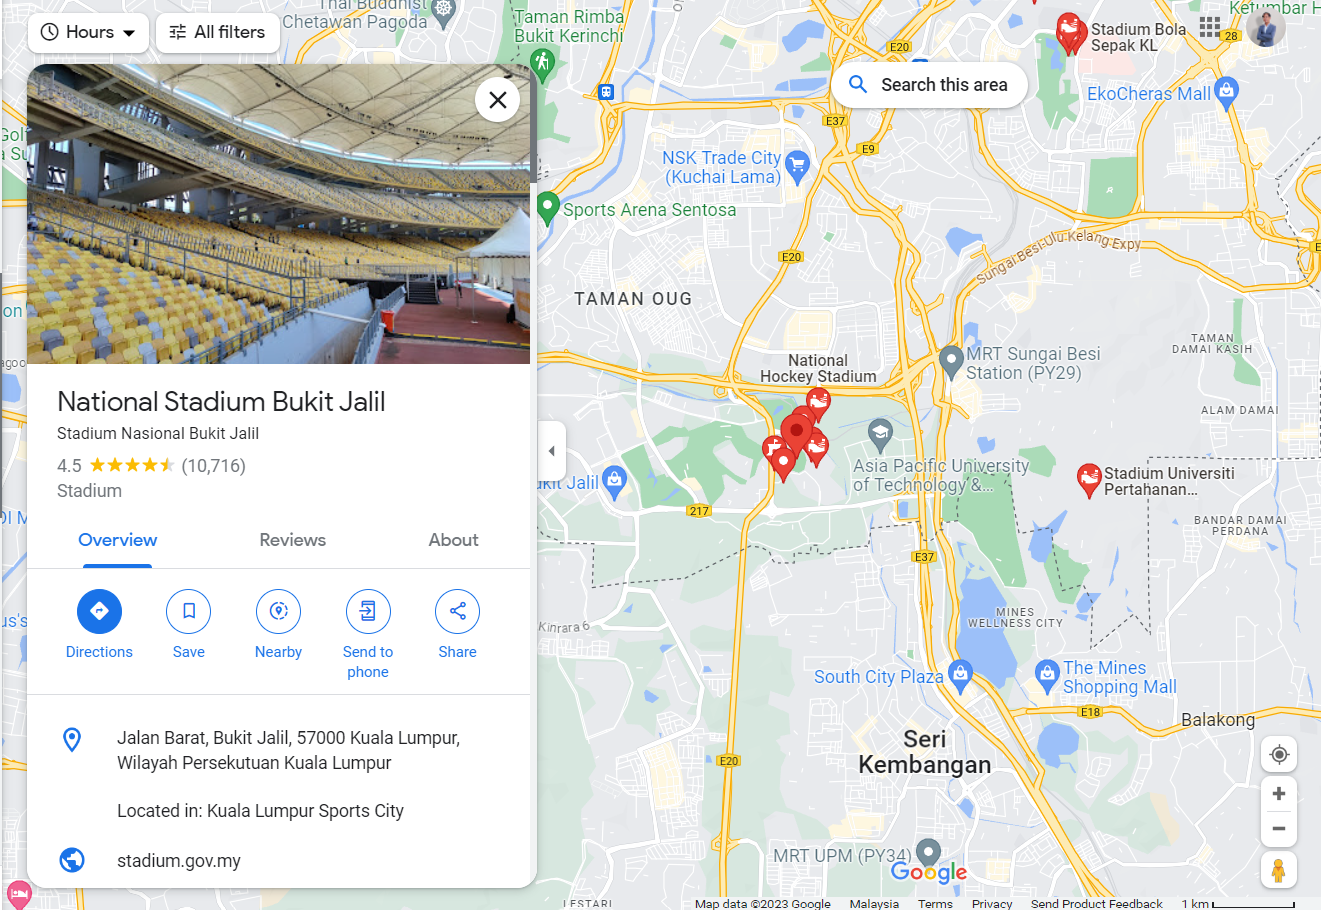 Hours
All filters
National Stadium Bukit Jalil
Stadium Nasional Bukit Jalil
4.5 (10,716)
Stadium
Overview
Reviews
About
Directions
Save
Nearby
Send to
phone
Share
Jalan Barat, Bukit Jalil, 57000 Kuala Lumpur,
Wilayah Persekutuan Kuala Lumpur
Located in: Kuala Lumpur Sports City
stadium.gov.my
Thai Buddhist
Chetawan Pagoda
Taman Rimba
Bukit Kerinchi
E20
Stadium Bola
Sepak KL
28
Search this area
EkoCheras Mall
E37
E9
NSK Trade City
(Kuchai Lama)
Sports Arena Sentosa
Sungai Besi-Ulu Kelang Expy
E20
TAMAN OUG
TAMAN
DAMAI KASIH
National
Hockey Stadium
MRT Sungai Besi
Station (PY29)
ALAM DAMAI
Asia Pacific University
of Technology &...
Stadium Universiti
Pertahanan...
Jalil
217
BANDAR DAMAI
PERDANA
E37
MINES
WELLNESS CITY
Kinrara 6
South City Plaza
The Mines
Shopping Mall
E18
Balakong
Seri
Kembangan
E20
MRT UPM (PY34)
Google
LESTARI
Map data ©2023 Google
Malaysia
Terms
Privacy
Send Product Feedback
1 km